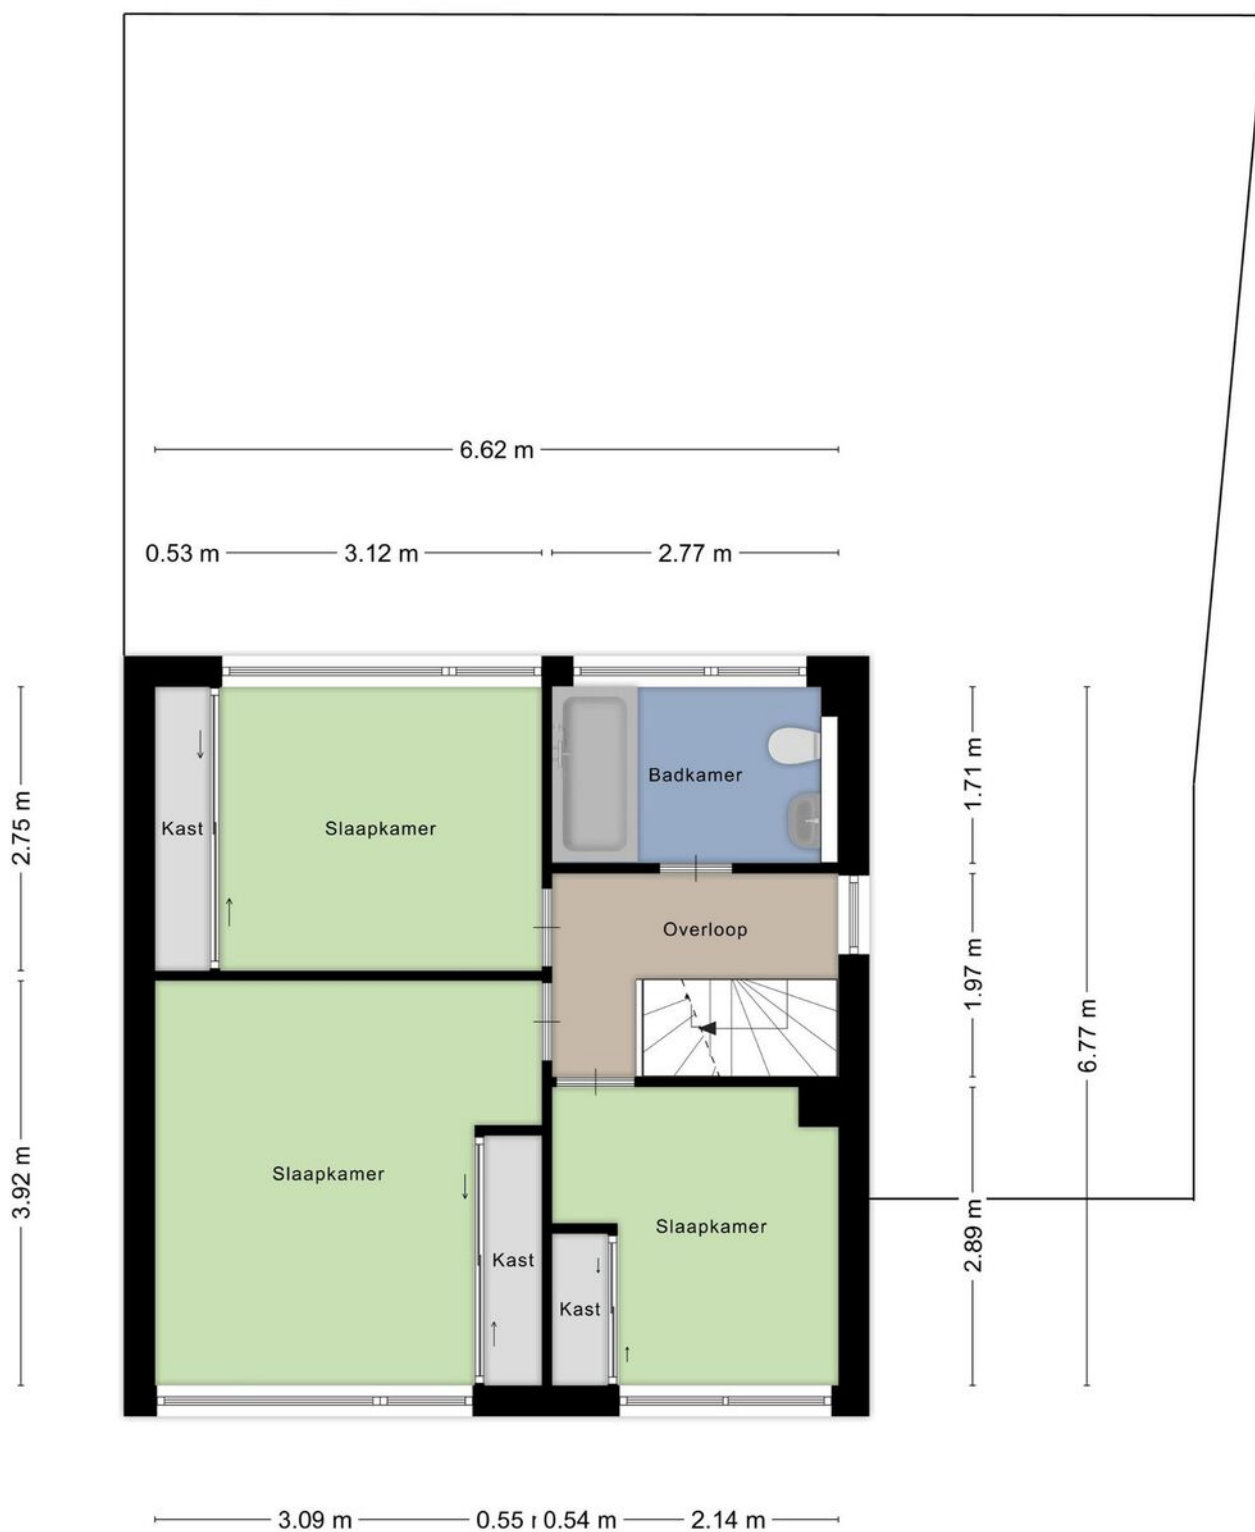 6.62 m
0.53 m
3.12 m
2.77 m
2.75 m
3.92 m
Kast
Slaapkamer
Badkamer
Overloop
Slaapkamer
Kast
Slaapkamer
Kast
1.71 m
1.97 m
2.89 m
6.77 m
3.09 m
0.55
0.54 m
2.14 m